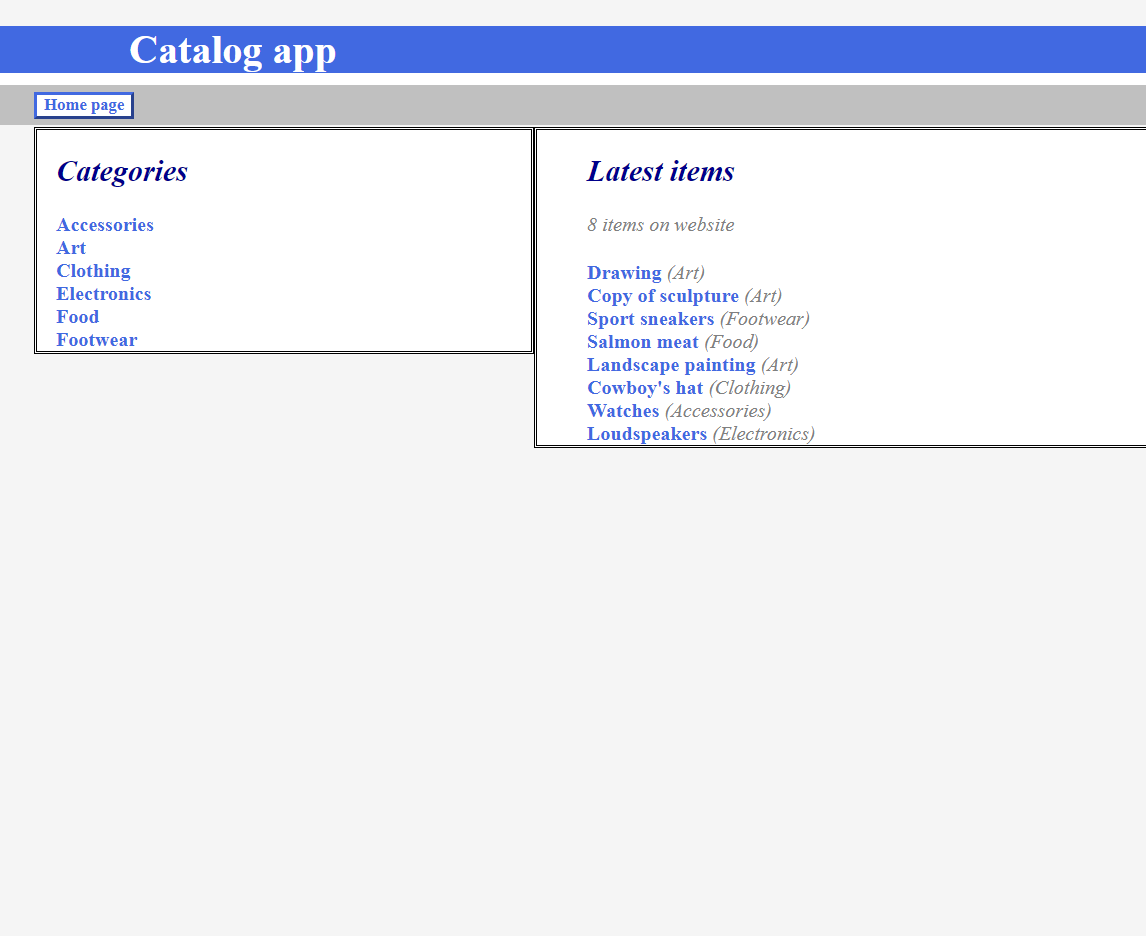 Catalog app
Home page
Categories
Accessories
Art
Clothing
Electronics
Food
Footwear
Latest items
8 items on website
Drawing (Art)
Copy of sculpture (Art)
Sport sneakers (Footwear)
Salmon meat (Food)
Landscape painting (Art)
Cowboy's hat (Clothing)
Watches (Accessories)
Loudspeakers (Electronics)